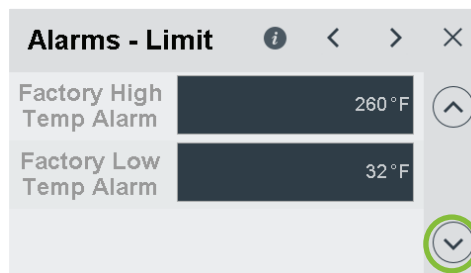 Alarms - Limit
Factory High
Temp Alarm
260°F
Factory Low
Temp Alarm
32°F